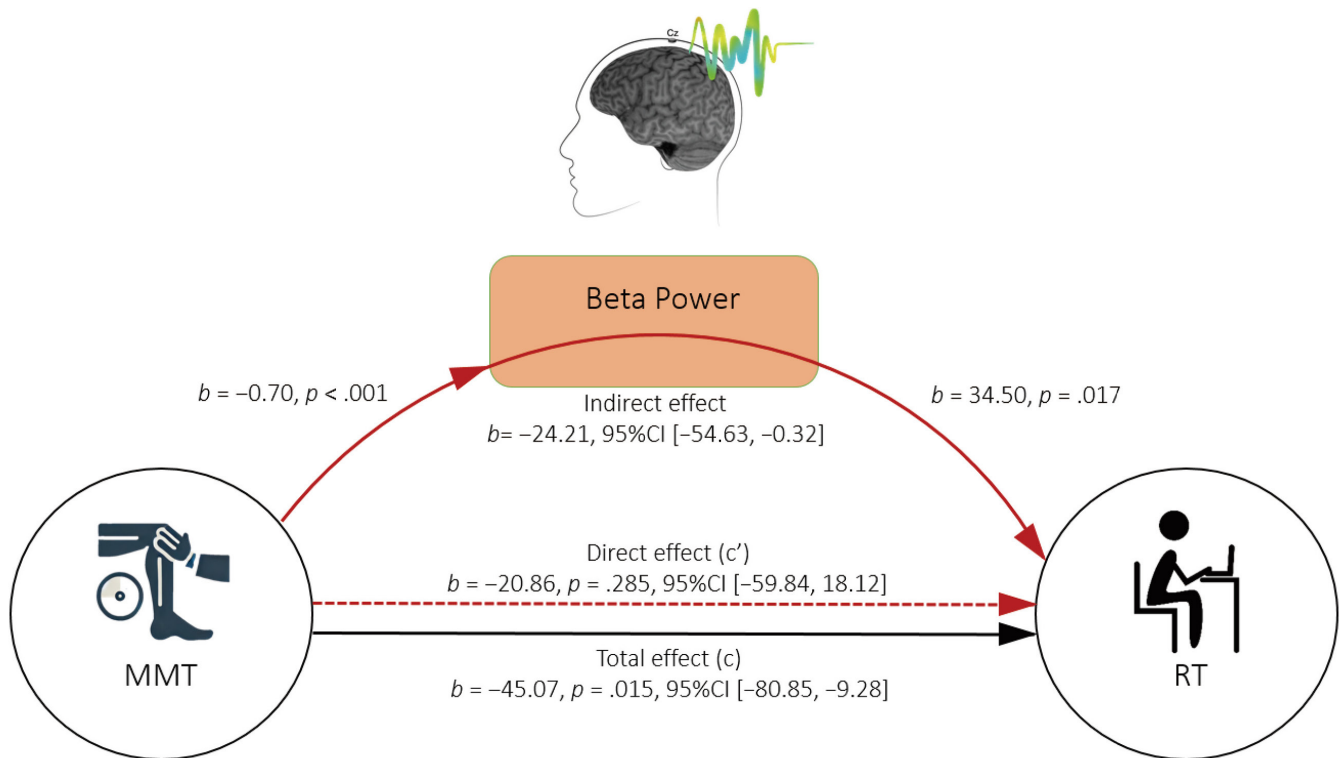 Cz
Beta Power
b = −0.70, p < .001
b = 34.50, p = .017
Indirect effect
b= −24.21, 95%CI [−54.63, −0.32]
Direct effect (c’)
b = −20.86, p = .285, 95%CI [−59.84, 18.12]
Total effect (c)
b = −45.07, p = .015, 95%CI [−80.85, −9.28]
MMT
RT